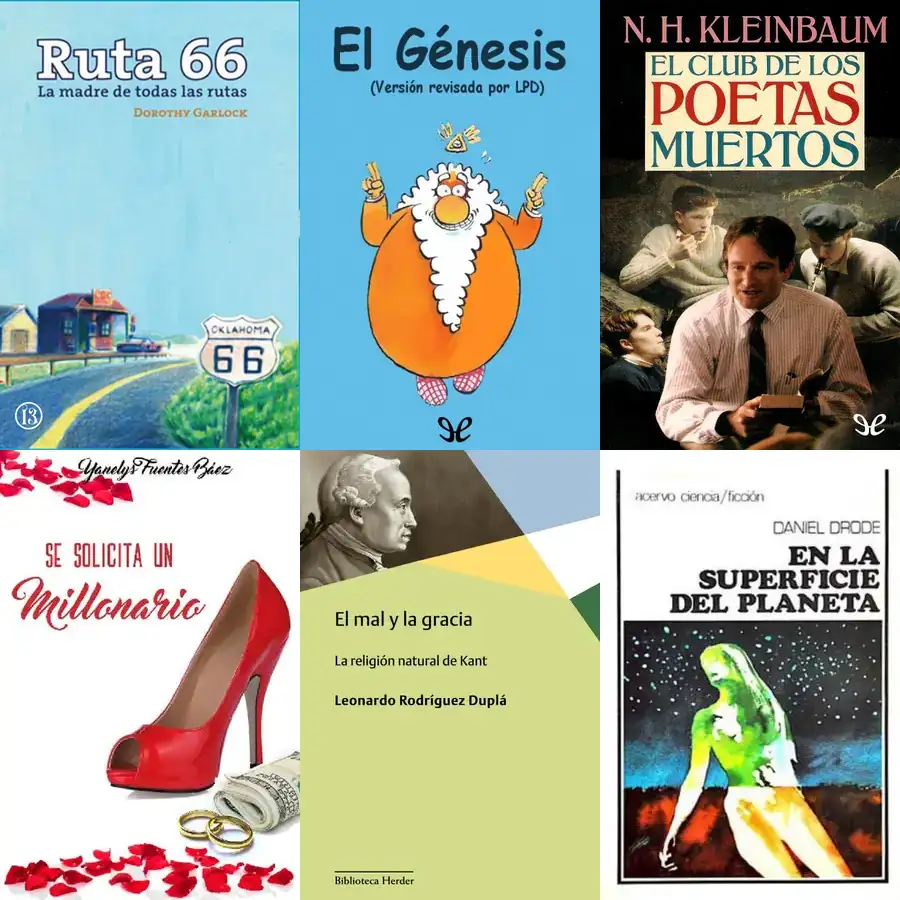 Ruta 66
La madre de todas las rutas
DOROTHY GARLOCK
OKLAHOMA
66
13
El Génesis
(Versión revisada por LPD)
N. H. KLEINBAUM
EL CLUB DE LOS
POETAS
MUERTOS
Yanelys Fuentes Báez
SE SOLICITA UN
Millonario
El mal y la gracia
La religión natural de Kant
Leonardo Rodríguez Duplá
Biblioteca Herder
acervo ciencia/ficción
DANIEL DRODE
EN LA
SUPERFICIE
DEL PLANETA